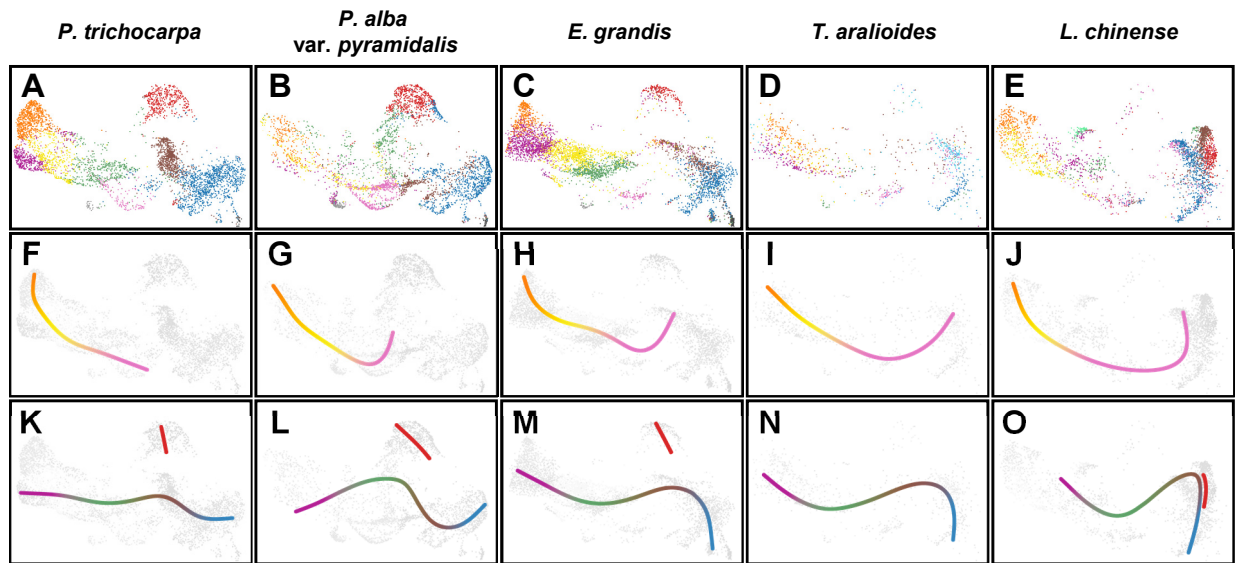 P. trichocarpa
P. alba
var. pyramidalis
E. grandis
T. aralioides
L. chinense
A
B
C
D
E
F
G
H
I
J
K
L
M
N
O